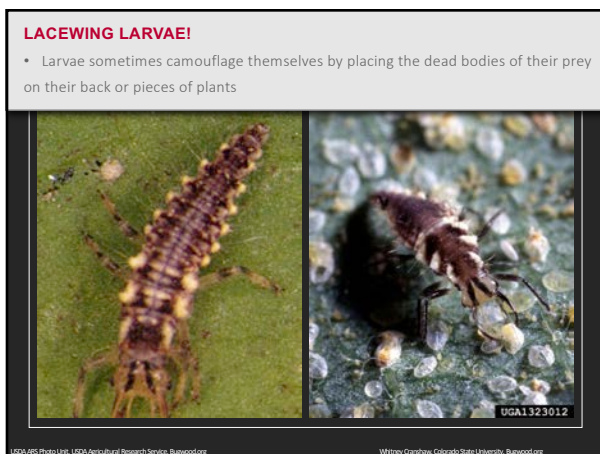 LACEWING LARVAE!
• Larvae sometimes camouflage themselves by placing the dead bodies of their prey
on their back or pieces of plants
UGA1323012
USDA ARS Photo Unit, USDA Agricultural Research Service, Bugwood.org
Whitney Cranshaw, Colorado State University, Bugwood.org